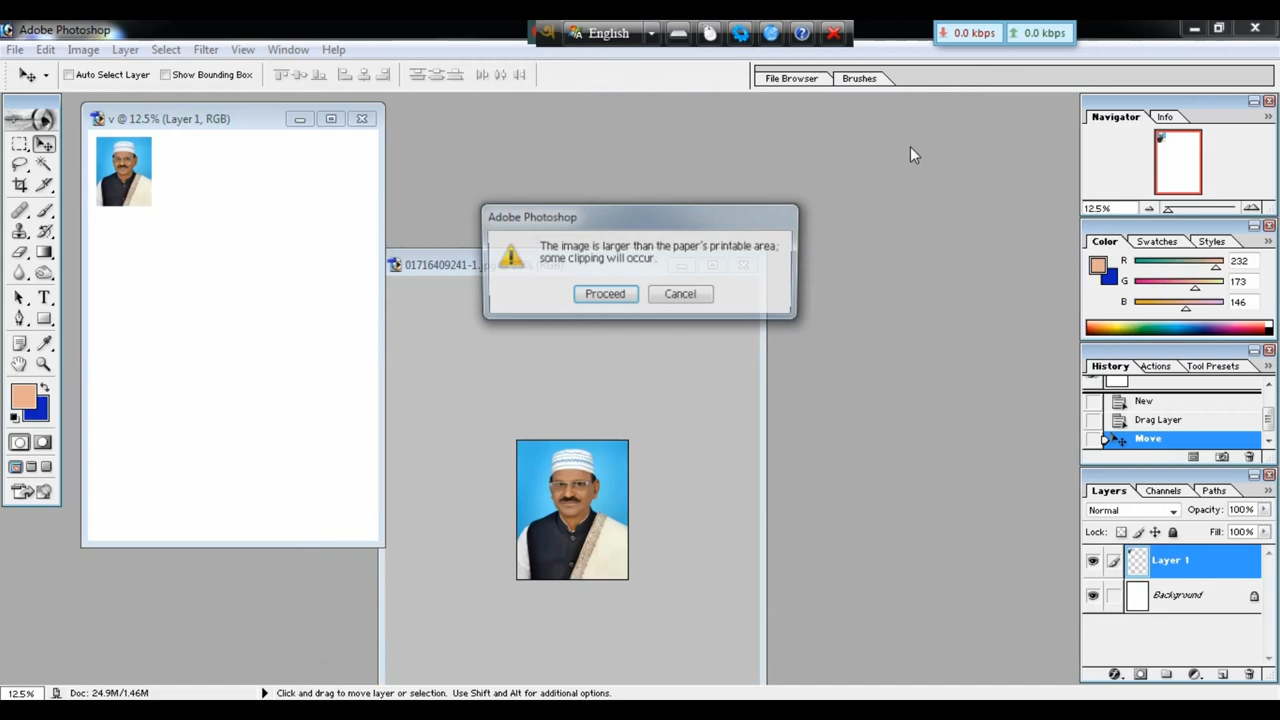 Adobe Photoshop
English
0.0 kbps
0.0 kbps
File Edit Image Layer Select Filter View Window Help
Auto Select Layer
Show Bounding Box
File Browser
Brushes
v @ 12.5% (Layer 1, RGB)
Navigator
Info
12.5%
Adobe Photoshop
The image is larger than the paper's printable area;
some clipping will occur.
Proceed
Cancel
01716409241-1.jpg
Color
Swatches
Styles
R
232
G
173
B
146
History
Actions
Tool Presets
New
Drag Layer
Move
Layers
Channels
Paths
Normal
Opacity: 100%
Lock:
Fill: 100%
Layer 1
Background
12.5%
Doc: 24.9M/1.46M
Click and drag to move layer or selection. Use Shift and Alt for additional options.